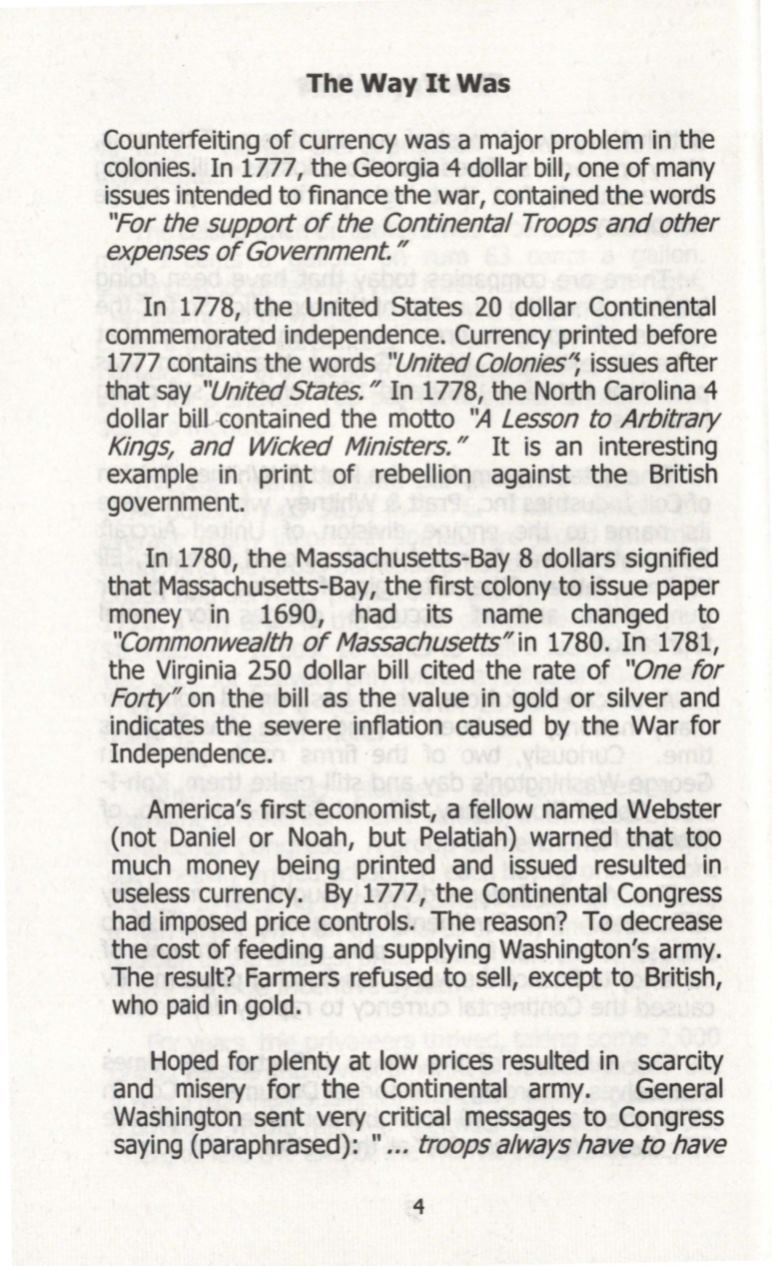 The Way It Was
Counterfeiting of currency was a major problem in the
colonies. In 1777, the Georgia 4 dollar bill, one of many
issues intended to finance the war, contained the words
"For the support of the Continental Troops and other
expenses of Government."
In 1778, the United States 20 dollar Continental
commemorated independence. Currency printed before
1777 contains the words "United Colonies"; issues after
that say "United States." In 1778, the North Carolina 4
dollar bill contained the motto "A Lesson to Arbitrary
Kings, and Wicked Ministers." It is an interesting
example in print of rebellion against the British
government.
In 1780, the Massachusetts-Bay 8 dollars signified
that Massachusetts-Bay, the first colony to issue paper
money in 1690, had its name changed to
"Commonwealth of Massachusetts" in 1780. In 1781,
the Virginia 250 dollar bill cited the rate of "One for
Forty" on the bill as the value in gold or silver and
indicates the severe inflation caused by the War for
Independence.
America's first economist, a fellow named Webster
(not Daniel or Noah, but Pelatiah) warned that too
much money being printed and issued resulted in
useless currency. By 1777, the Continental Congress
had imposed price controls. The reason? To decrease
the cost of feeding and supplying Washington's army.
The result? Farmers refused to sell, except to British,
who paid in gold.
Hoped for plenty at low prices resulted in scarcity
and misery for the Continental army. General
Washington sent very critical messages to Congress
saying (paraphrased): "... troops always have to have
4